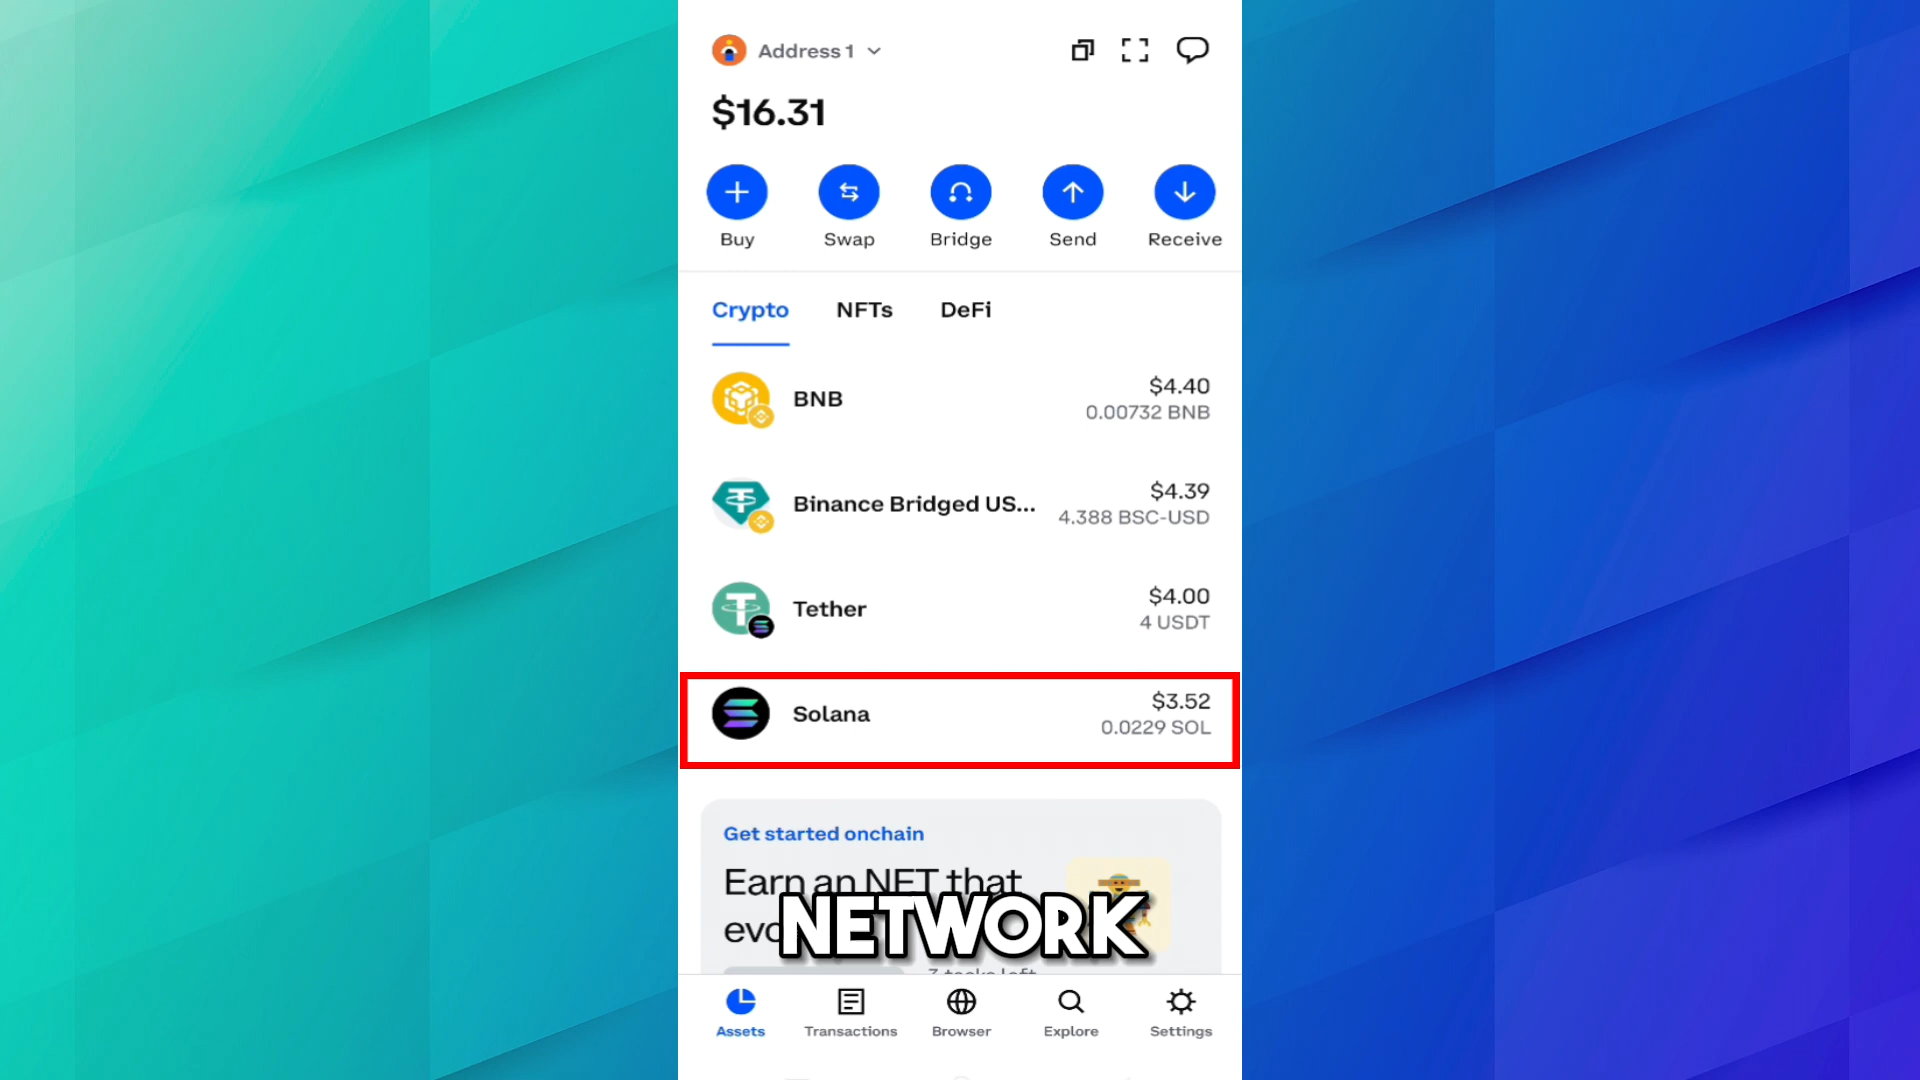 Address 1
$16.31
Buy
Swap
Bridge
Send
Receive
Crypto
NFTs
DeFi
BNB
$4.40
0.00732 BNB
Binance Bridged US...
$4.39
4.388 BSC-USD
Tether
$4.00
4 USDT
Solana
$3.52
0.0229 SOL
Get started onchain
Earn an NFT that
NETWORK
Assets
Transactions
Browser
Explore
Settings